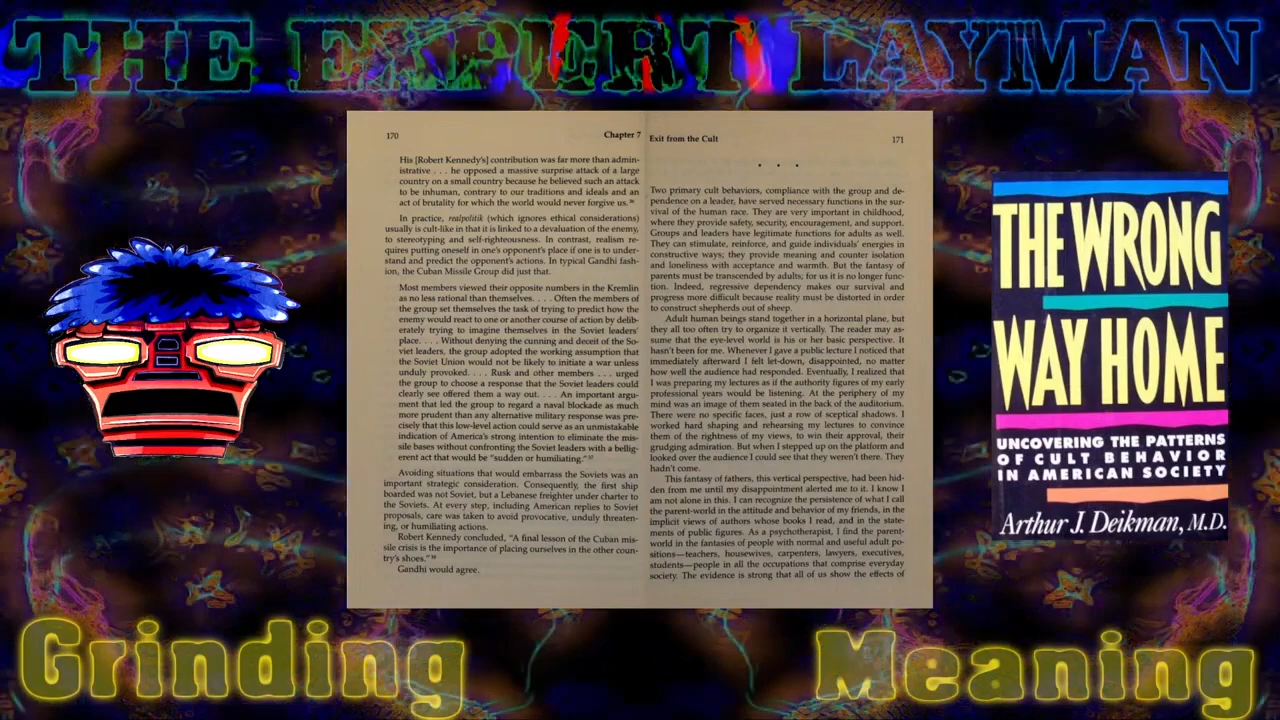 THE EXPERT LAYMAN
170
Chapter 7
His [Robert Kennedy's] contribution was far more than admin-
istrative . . . he opposed a massive surprise attack of a large
country on a small country because he believed such an attack
to be inhuman, contrary to our traditions and ideals and an
act of brutality for which the world would never forgive us.³⁶
In practice, realpolitik (which ignores ethical considerations)
usually is cult-like in that it is linked to a devaluation of the enemy,
to stereotyping and self-righteousness. In contrast, realism re-
quires putting oneself in one's opponent's place if one is to under-
stand and predict the opponent's actions. In typical Gandhi fash-
ion, the Cuban Missile Group did just that.
Most members viewed their opposite numbers in the Kremlin
as no less rational than themselves. . . . Often the members of
the group set themselves the task of trying to predict how the
enemy would react to one or another course of action by delib-
erately trying to imagine themselves in the Soviet leaders'
place. . . . Without denying the cunning and deceit of the So-
viet leaders, the group adopted the working assumption that
the Soviet Union would not be likely to initiate a war unless
unduly provoked. . . . Rusk and other members . . . urged
the group to choose a response that the Soviet leaders could
clearly see offered them a way out. . . . An important argu-
ment that led the group to regard a naval blockade as much
more prudent than any alternative military response was pre-
cisely that this low-level action could serve as an unmistakable
indication of America's strong intention to eliminate the mis-
sile bases without confronting the Soviet leaders with a bellig-
erent act that would be "sudden or humiliating."³⁷
Avoiding situations that would embarrass the Soviets was an
important strategic consideration. Consequently, the first ship
boarded was not Soviet, but a Lebanese freighter under charter to
the Soviets. At every step, including American replies to Soviet
proposals, care was taken to avoid provocative, unduly threaten-
ing, or humiliating actions.
Robert Kennedy concluded, "A final lesson of the Cuban mis-
sile crisis is the importance of placing ourselves in the other coun-
try's shoes."³⁸
Gandhi would agree.
Exit from the Cult
171
. . .
Two primary cult behaviors, compliance with the group and de-
pendence on a leader, have served necessary functions in the sur-
vival of the human race. They are very important in childhood,
where they provide safety, security, encouragement, and support.
Groups and leaders have legitimate functions for adults as well.
They can stimulate, reinforce, and guide individuals' energies in
constructive ways; they provide meaning and counter isolation
and loneliness with acceptance and warmth. But the fantasy of
parents must be transcended by adults; for us it is no longer func-
tion. Indeed, regressive dependency makes our survival and
progress more difficult because reality must be distorted in order
to construct shepherds out of sheep.
Adult human beings stand together in a horizontal plane, but
they all too often try to organize it vertically. The reader may as-
sume that the eye-level world is his or her basic perspective. It
hasn't been for me. Whenever I gave a public lecture I noticed that
immediately afterward I felt let-down, disappointed, no matter
how well the audience had responded. Eventually, I realized that
I was preparing my lectures as if the authority figures of my early
professional years would be listening. At the periphery of my
mind was an image of them seated in the back of the auditorium.
There were no specific faces, just a row of sceptical shadows. I
worked hard shaping and rehearsing my lectures to convince
them of the rightness of my views, to win their approval, their
grudging admiration. But when I stepped up on the platform and
looked over the audience I could see that they weren't there. They
hadn't come.
This fantasy of fathers, this vertical perspective, had been hid-
den from me until my disappointment alerted me to it. I know I
am not alone in this. I can recognize the persistence of what I call
the parent-world in the attitude and behavior of my friends, in the
implicit views of authors whose books I read, and in the state-
ments of public figures. As a psychotherapist, I find the parent-
world in the fantasies of people with normal and useful adult po-
sitions—teachers, housewives, carpenters, lawyers, executives,
students—people in all the occupations that comprise everyday
society. The evidence is strong that all of us show the effects of
THE WRONG
WAY HOME
UNCOVERING THE PATTERNS
OF CULT BEHAVIOR
IN AMERICAN SOCIETY
Arthur J. Deikman, M.D.
Grinding
Meaning